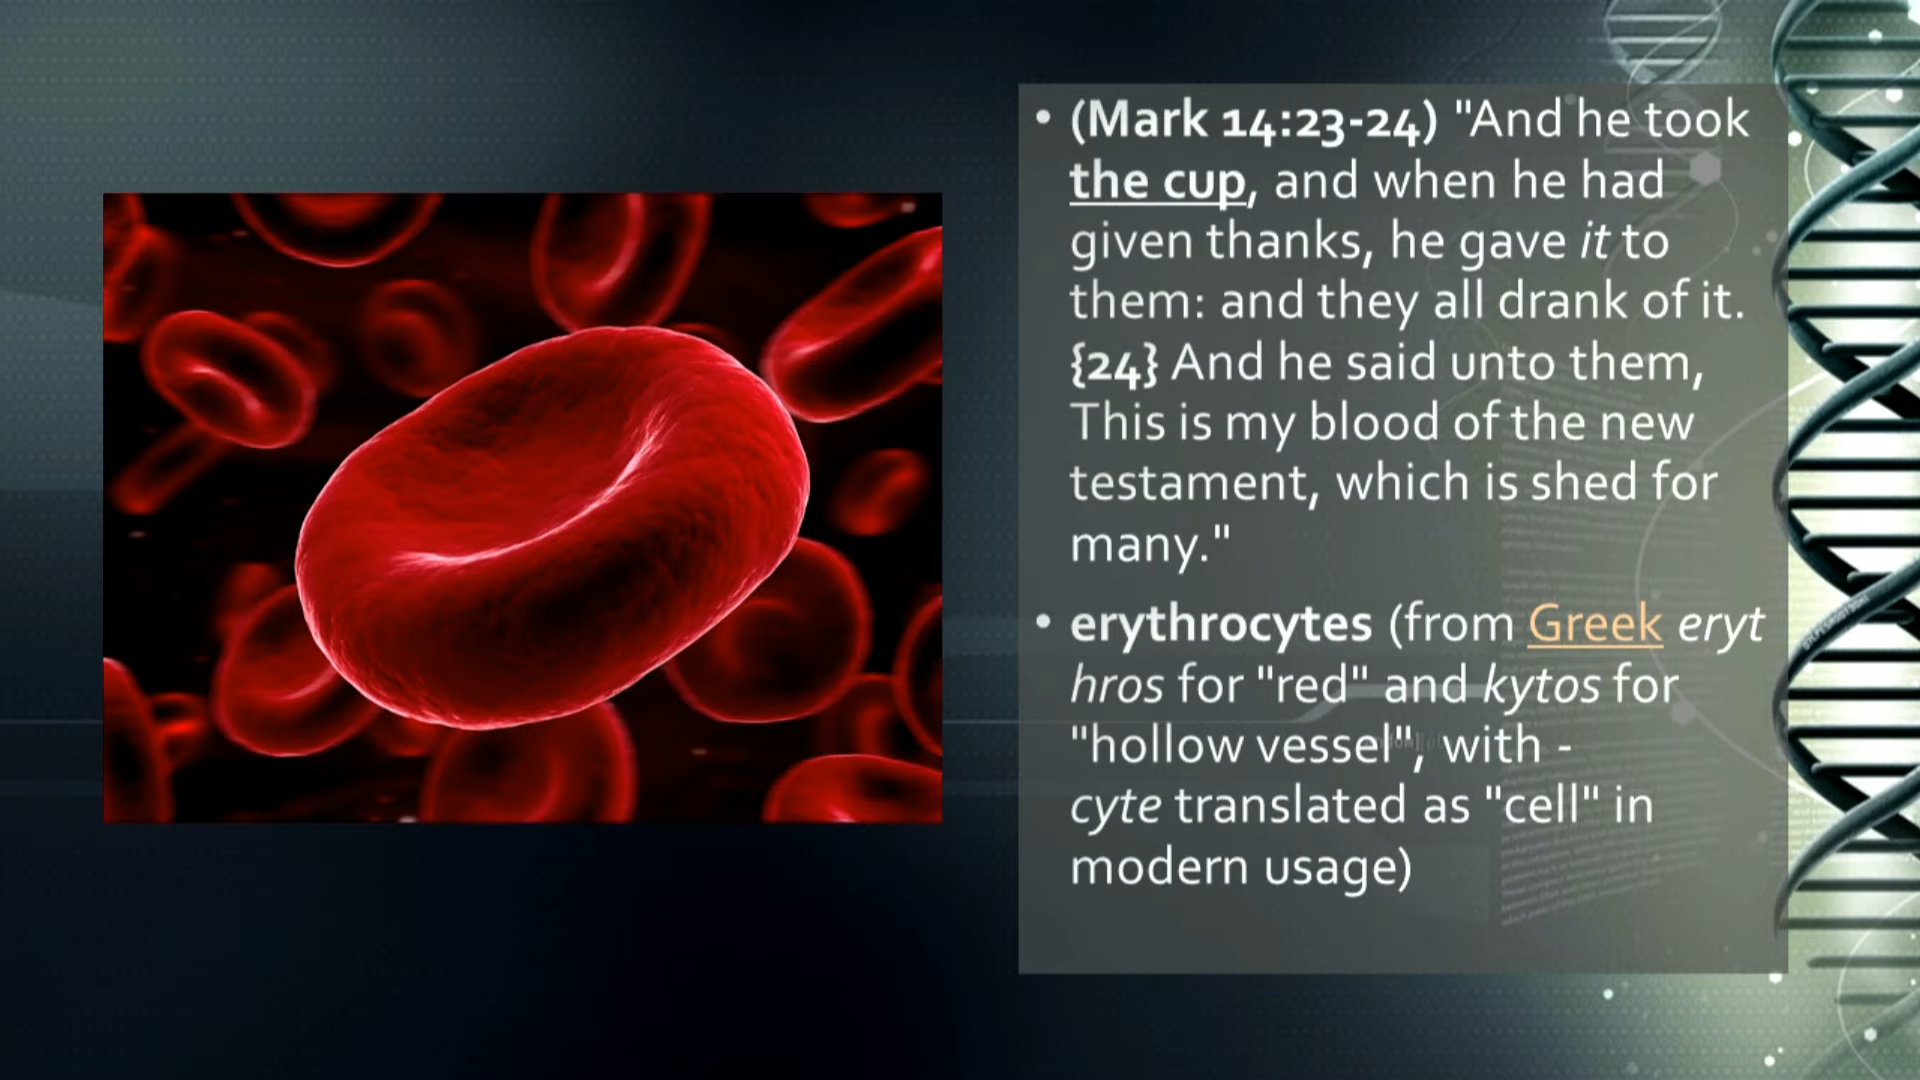 • (Mark 14:23-24) "And he took
the cup, and when he had
given thanks, he gave it to
them: and they all drank of it.
{24} And he said unto them,
This is my blood of the new
testament, which is shed for
many."
• erythrocytes (from Greek eryt
hros for "red" and kytos for
"hollow vessel", with -
cyte translated as "cell" in
modern usage)